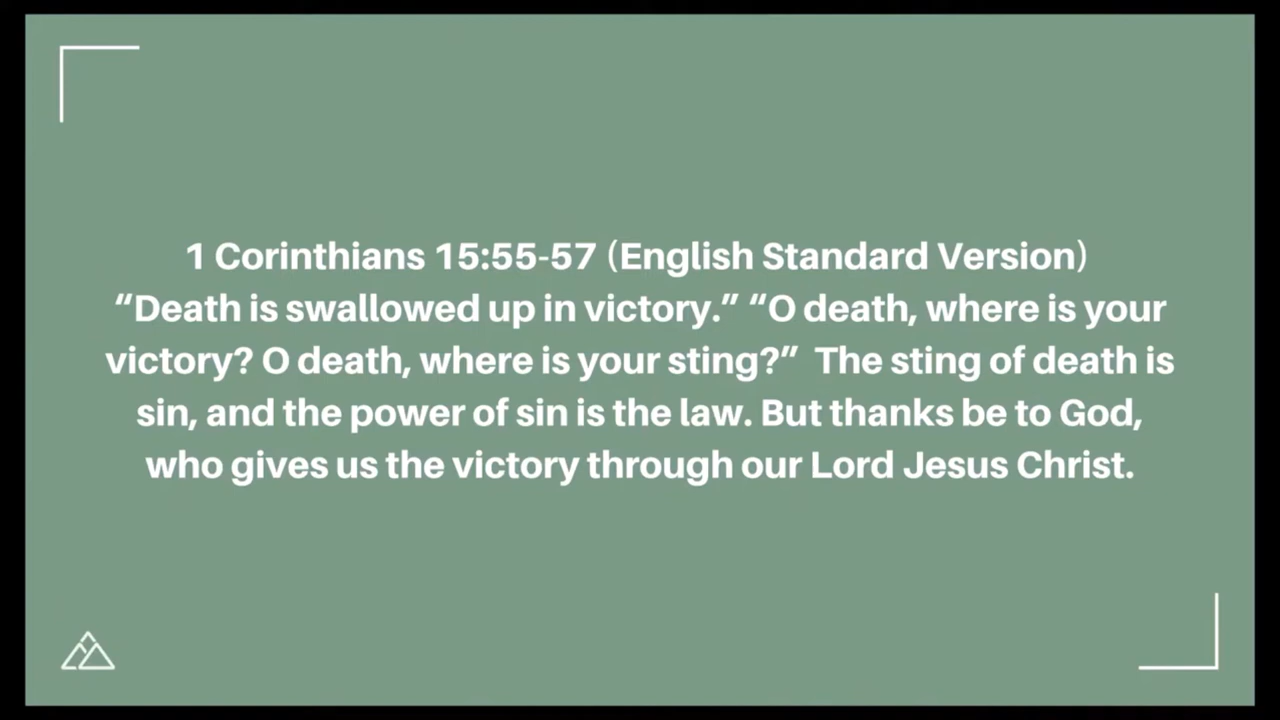 1 Corinthians 15:55-57 (English Standard Version)
“Death is swallowed up in victory.” “O death, where is your
victory? O death, where is your sting?”  The sting of death is
sin, and the power of sin is the law. But thanks be to God,
who gives us the victory through our Lord Jesus Christ.